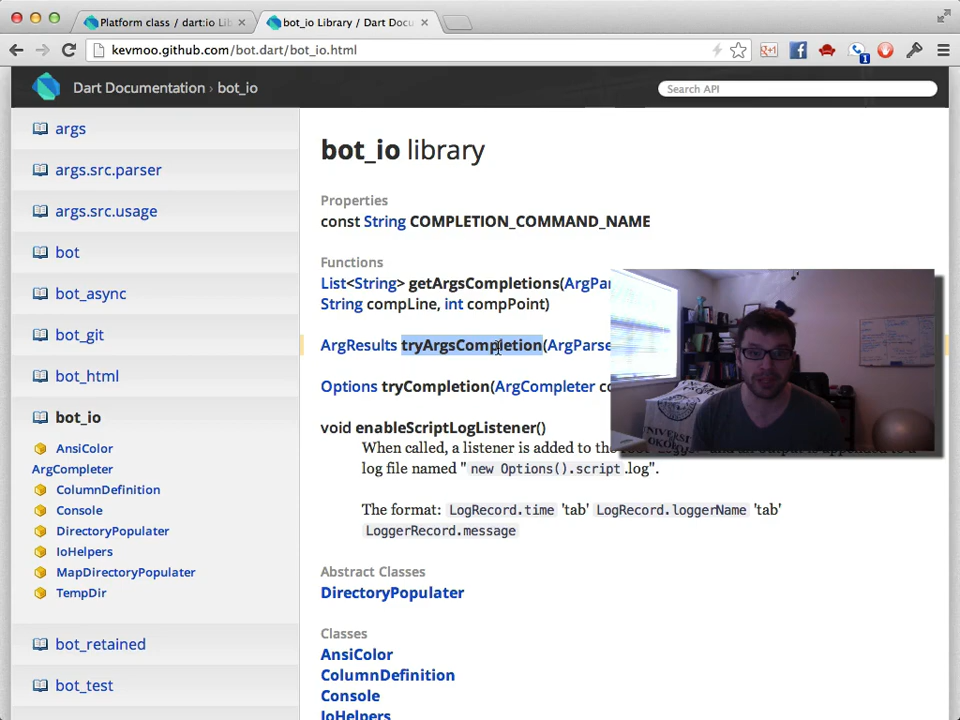 Platform class / dart:io Lib
bot_io Library / Dart Docu
kevmoo.github.com/bot.dart/bot_io.html
1
Dart Documentation › bot_io
Search API
args
args.src.parser
args.src.usage
bot
bot_async
bot_git
bot_html
bot_io
AnsiColor
ArgCompleter
ColumnDefinition
Console
DirectoryPopulater
IoHelpers
MapDirectoryPopulater
TempDir
bot_retained
bot_test
bot_io library
Properties
const String COMPLETION_COMMAND_NAME
Functions
List<String> getArgsCompletions(ArgPar
String compLine, int compPoint)
ArgResults tryArgsCompletion(ArgParse
Options tryCompletion(ArgCompleter co
void enableScriptLogListener()
When called, a listener is added to the
log file named " new Options().script .log".
The format: LogRecord.time 'tab' LogRecord.loggerName 'tab'
LoggerRecord.message
Abstract Classes
DirectoryPopulater
Classes
AnsiColor
ColumnDefinition
Console
IoHelpers